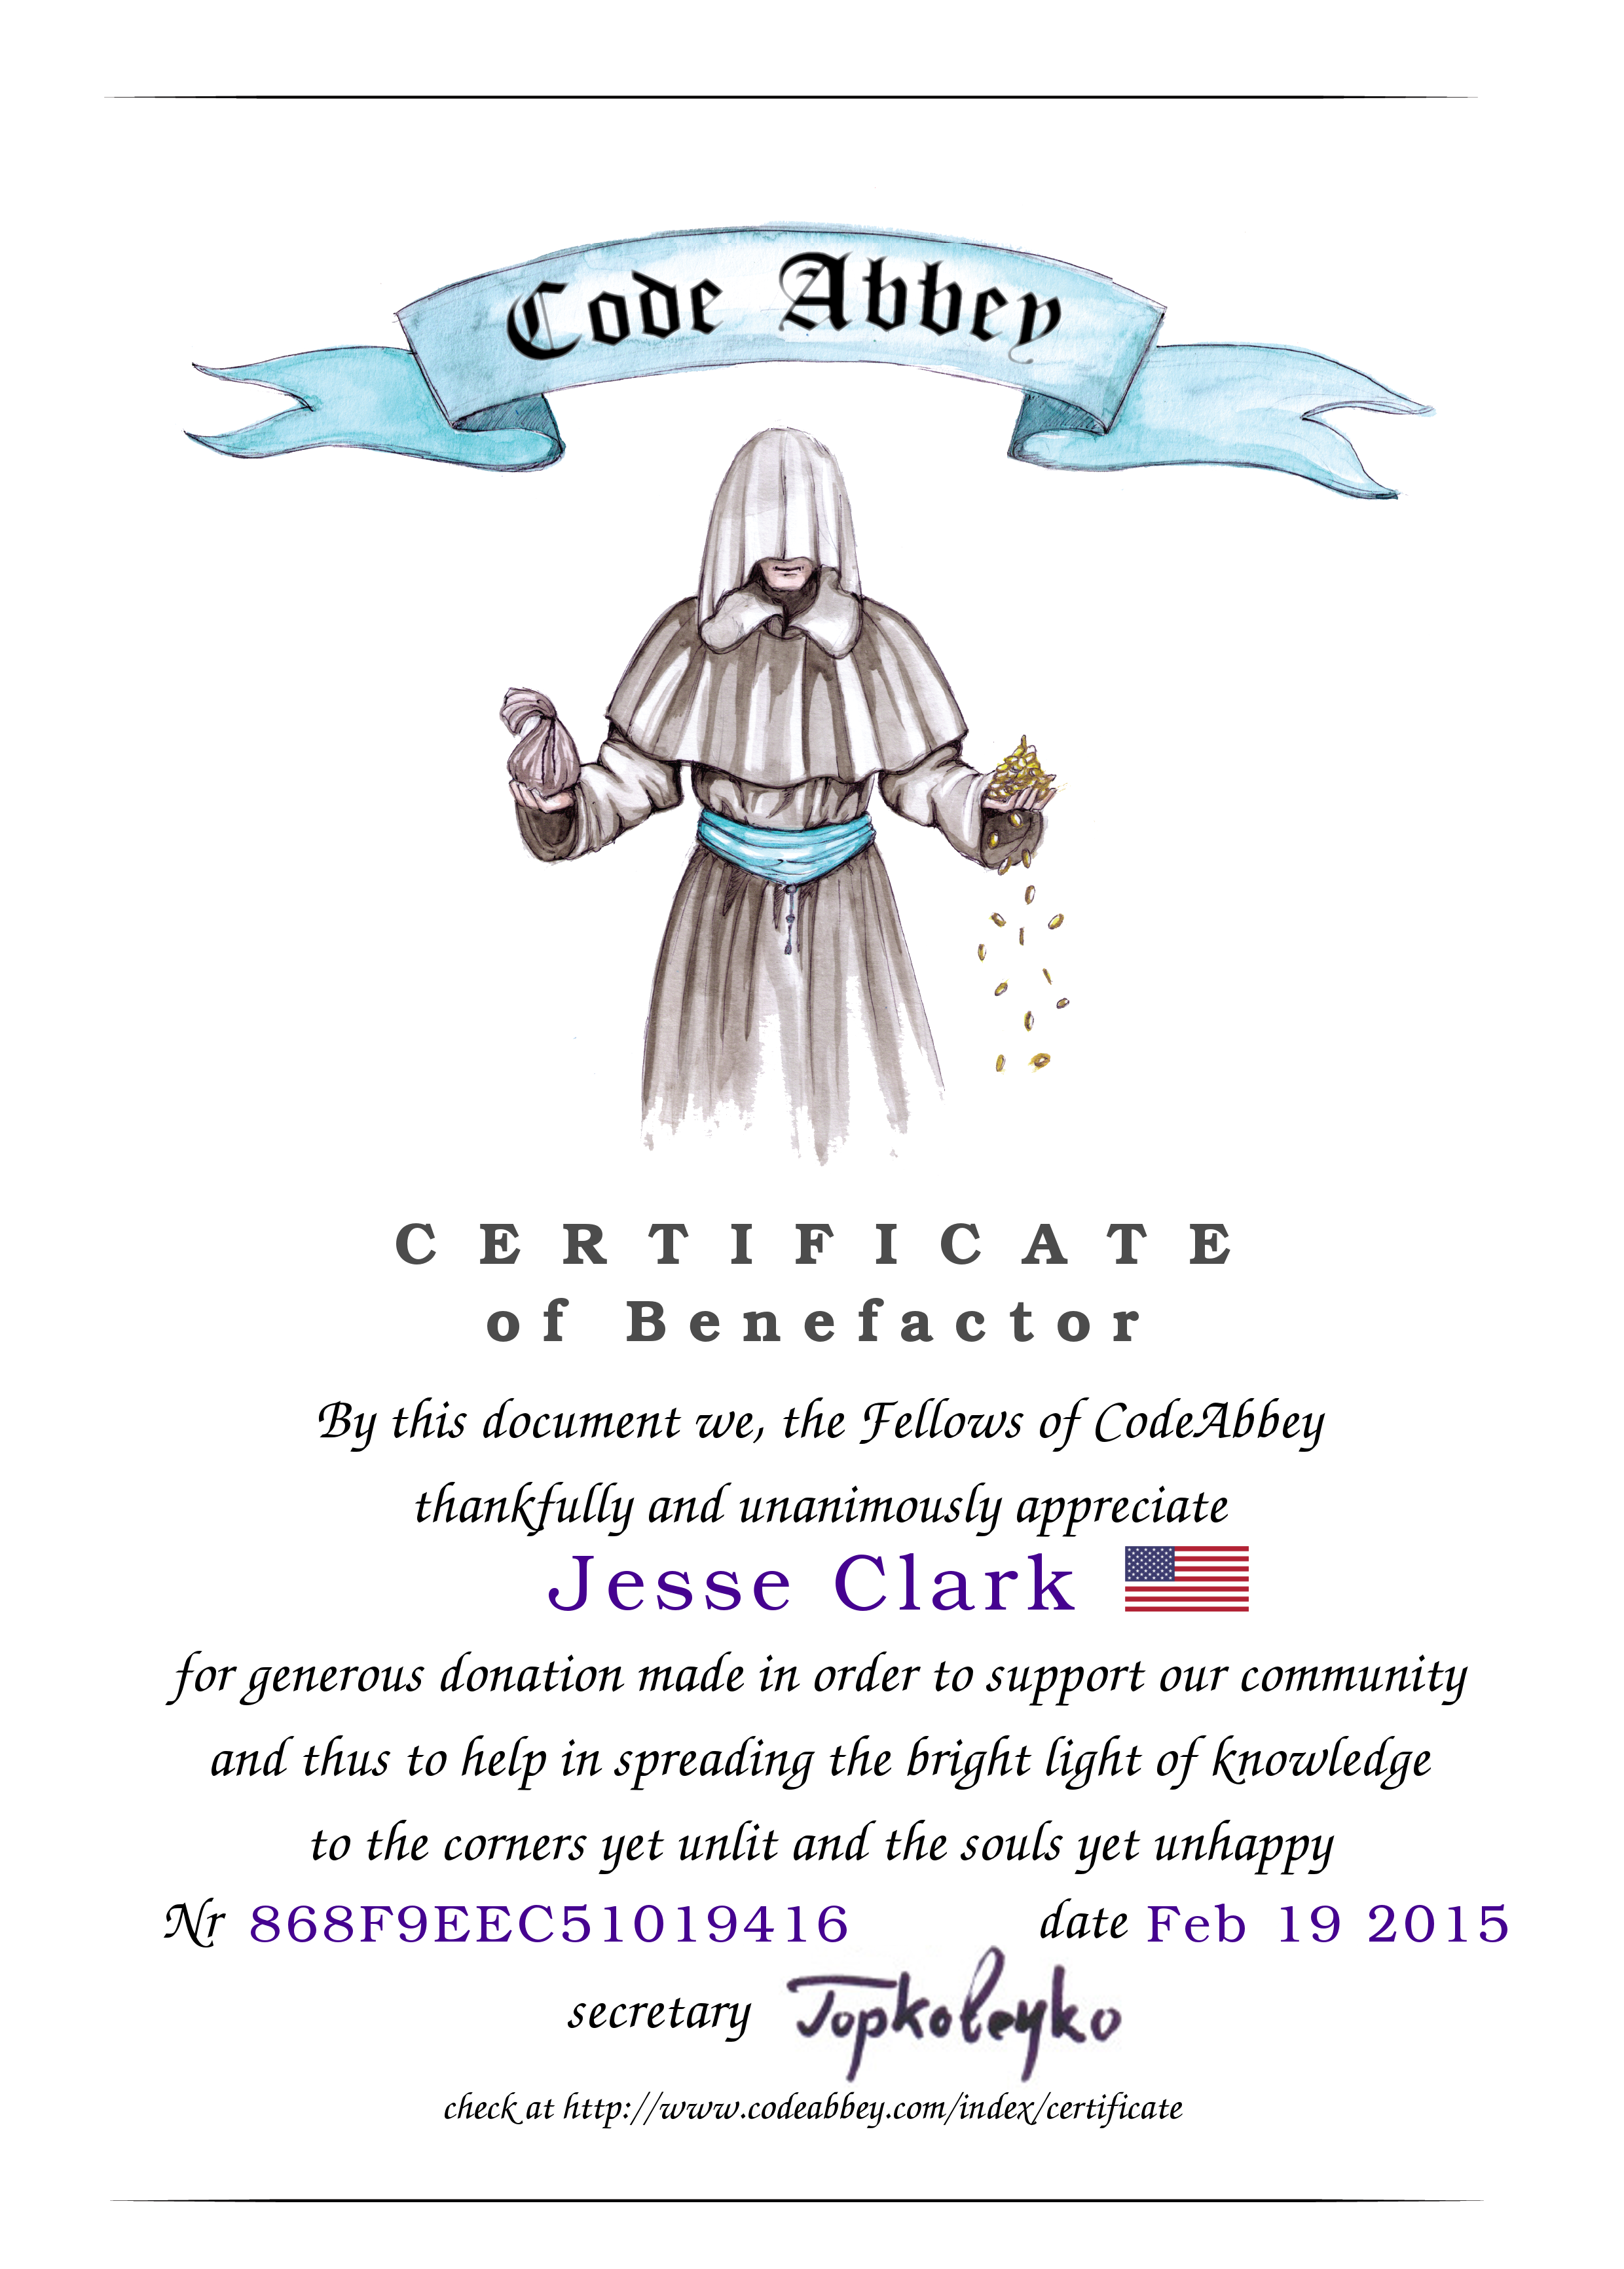 Code Abbey
CERTIFICATE
of Benefactor
By this document we, the Fellows of CodeAbbey
thankfully and unanimously appreciate
Jesse Clark
for generous donation made in order to support our community
and thus to help in spreading the bright light of knowledge
to the corners yet unlit and the souls yet unhappy
Nr 868F9EEC51019416 date Feb 19 2015
secretary
check at http://www.codeabbey.com/index/certificate